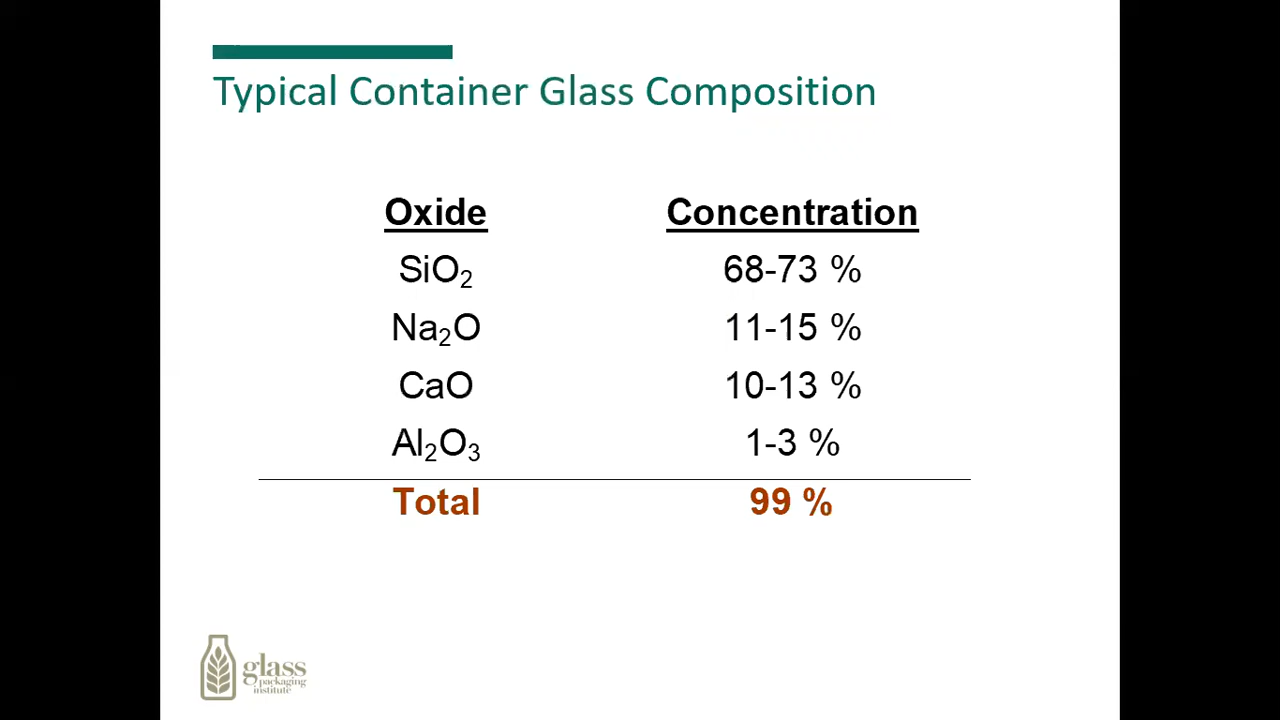 Typical Container Glass Composition
Oxide Concentration
SiO₂ 68-73 %
Na₂O 11-15 %
CaO 10-13 %
Al₂O₃ 1-3 %
Total 99 %
glass
packaging
institute